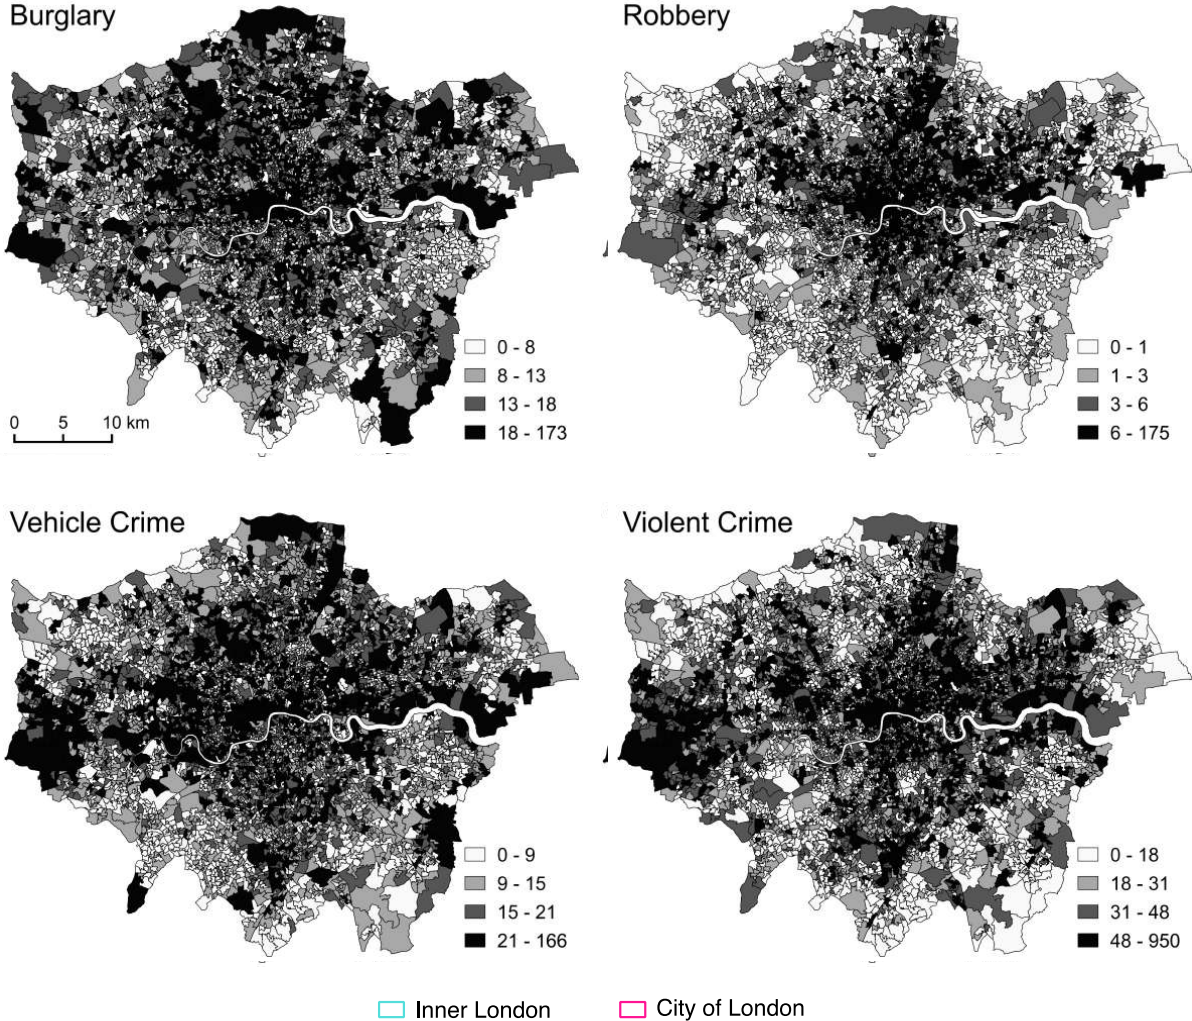 Burglary
0 - 8
8 - 13
13 - 18
18 - 173
0 5 10 km
Robbery
0 - 1
1 - 3
3 - 6
6 - 175
Vehicle Crime
0 - 9
9 - 15
15 - 21
21 - 166
Violent Crime
0 - 18
18 - 31
31 - 48
48 - 950
Inner London
City of London